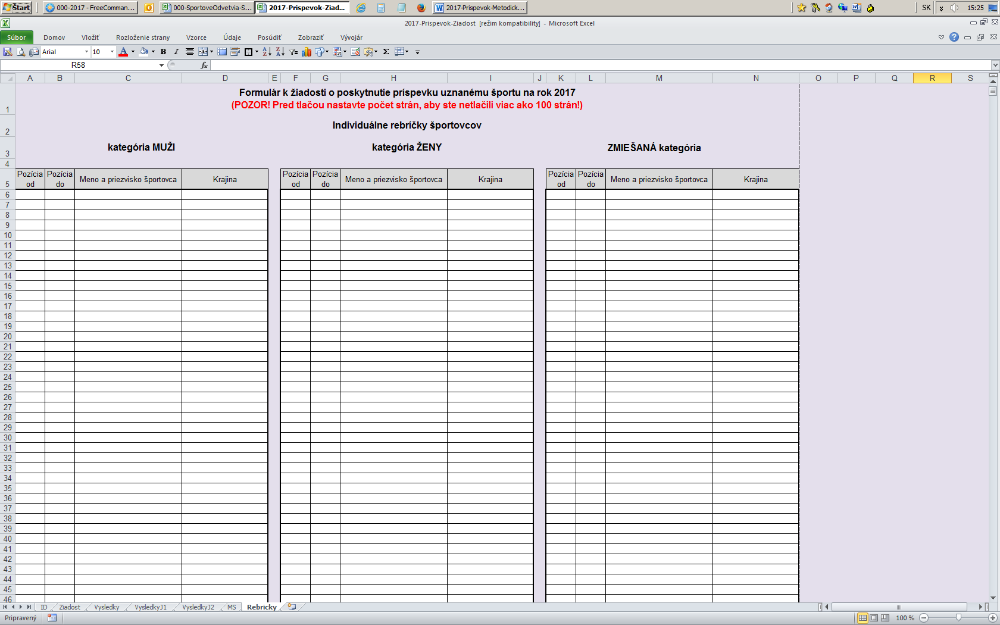 Štart
000-2017 - FreeComman...
000-SportoveOdvetvia-S...
2017-Prispevok-Ziad...
2017-Prispevok-Metodick...
SK
15:25
2017-Prispevok-Ziadost [režim kompatibility] - Microsoft Excel
Súbor
Domov
Vložiť
Rozloženie strany
Vzorce
Údaje
Posúdiť
Zobraziť
Vývojár
Arial
10
R58
fx
A B C D E F G H I J K L M N O P Q R S
Formulár k žiadosti o poskytnutie príspevku uznanému športu na rok 2017
(POZOR! Pred tlačou nastavte počet strán, aby ste netlačili viac ako 100 strán!)
1
Individuálne rebríčky športovcov
2
kategória MUŽI
kategória ŽENY
ZMIEŠANÁ kategória
3
4
Pozícia od
Pozícia do
Meno a priezvisko športovca
Krajina
Pozícia od
Pozícia do
Meno a priezvisko športovca
Krajina
Pozícia od
Pozícia do
Meno a priezvisko športovca
Krajina
5
6
7
8
9
10
11
12
13
14
15
16
17
18
19
20
21
22
23
24
25
26
27
28
29
30
31
32
33
34
35
36
37
38
39
40
41
42
43
44
45
46
ID
Ziadost
Vysledky
VysledkyJ1
VysledkyJ2
MS
Rebricky
Pripravený
100 %